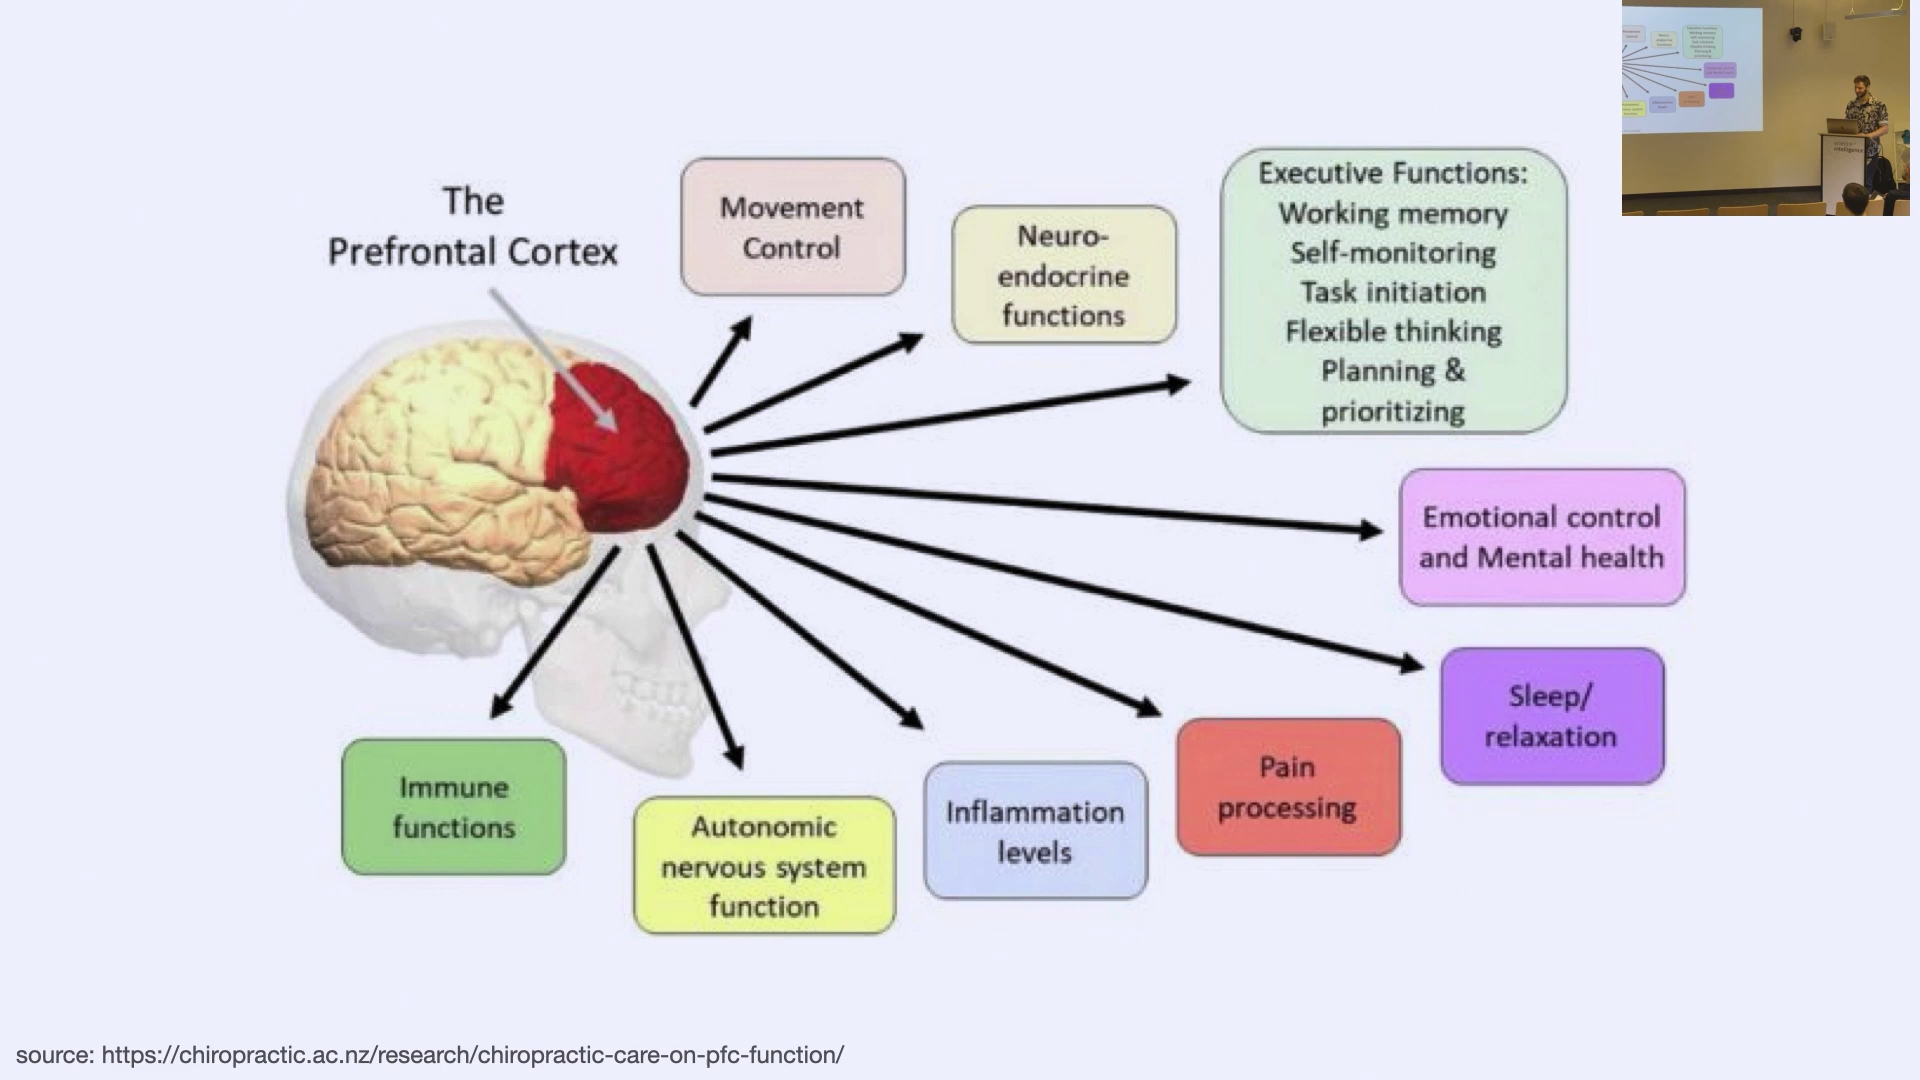 The
Prefrontal Cortex
Movement
Control
Neuro-
endocrine
functions
Executive Functions:
Working memory
Self-monitoring
Task initiation
Flexible thinking
Planning &
prioritizing
Emotional control
and Mental health
Sleep/
relaxation
Pain
processing
Inflammation
levels
Autonomic
nervous system
function
Immune
functions
source: https://chiropractic.ac.nz/research/chiropractic-care-on-pfc-function/